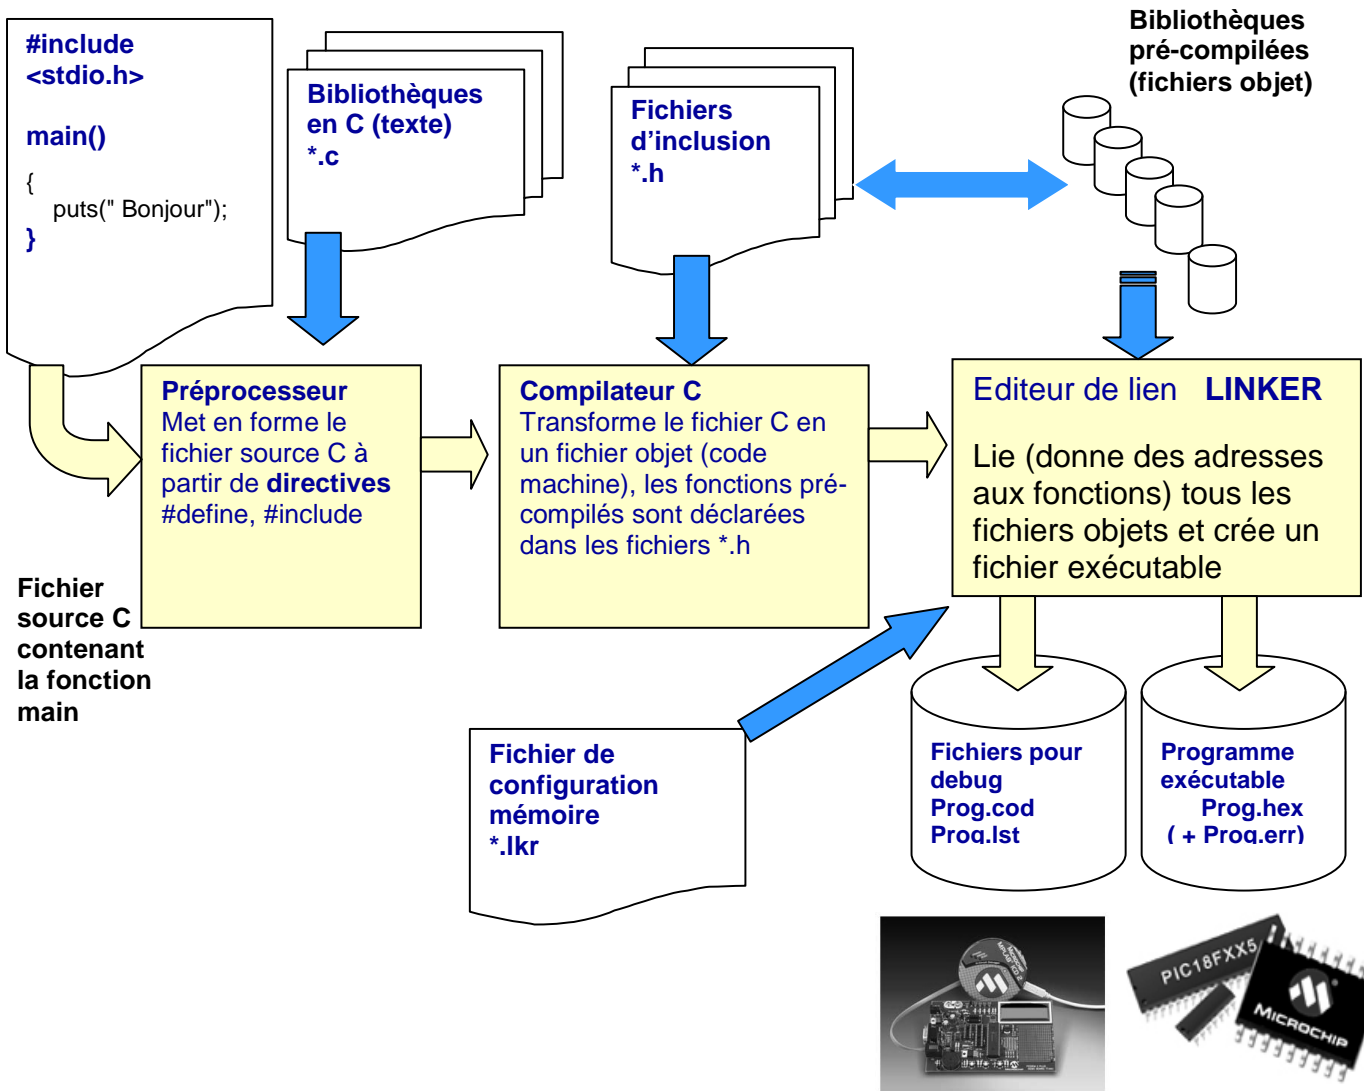 #include
<stdio.h>
main()
{
puts(" Bonjour");
}
Bibliothèques
en C (texte)
*.c
Fichiers
d'inclusion
*.h
Bibliothèques
pré-compilées
(fichiers objet)
Préprocesseur
Met en forme le
fichier source C à
partir de directives
#define, #include
Compilateur C
Transforme le fichier C en
un fichier objet (code
machine), les fonctions pré-
compilés sont déclarées
dans les fichiers *.h
Editeur de lien LINKER
Lie (donne des adresses
aux fonctions) tous les
fichiers objets et crée un
fichier exécutable
Fichier
source C
contenant
la fonction
main
Fichier de
configuration
mémoire
*.lkr
Fichiers pour
debug
Prog.cod
Prog.lst
Programme
exécutable
Prog.hex
( + Prog.err)
MPLAB ICD 2
PIC18FXX5
MICROCHIP